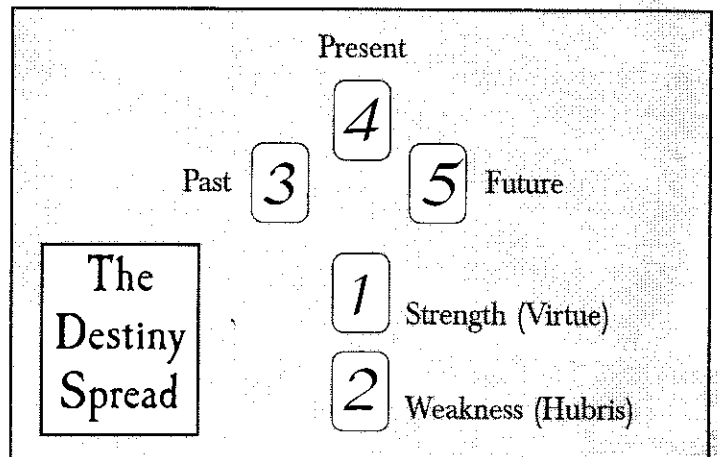 Present
4
Past 3 5 Future
The
Destiny
Spread
1 Strength (Virtue)
2 Weakness (Hubris)